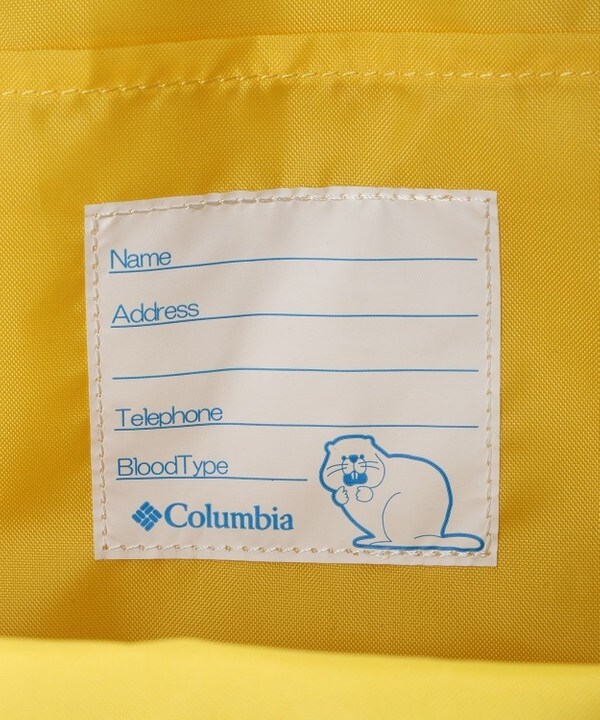 Name
Address
Telephone
BloodType
Columbia